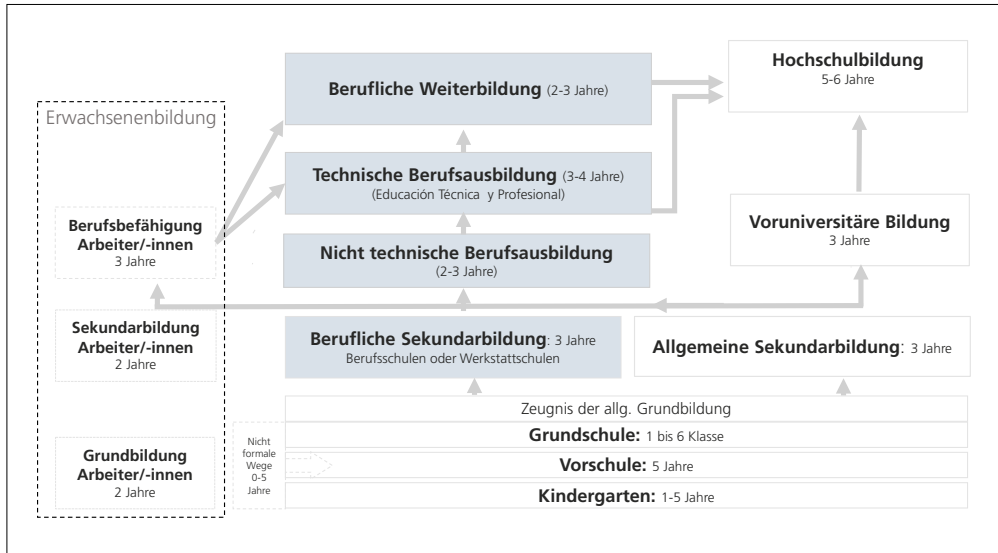 Hochschulbildung
5-6 Jahre
Berufliche Weiterbildung (2-3 Jahre)
Erwachsenenbildung
Technische Berufsausbildung (3-4 Jahre)
(Educación Técnica y Profesional)
Berufsbefähigung
Arbeiter/-innen
3 Jahre
Voruniversitäre Bildung
3 Jahre
Nicht technische Berufsausbildung
(2-3 Jahre)
Sekundarbildung
Arbeiter/-innen
2 Jahre
Berufliche Sekundarbildung: 3 Jahre
Berufsschulen oder Werkstattschulen
Allgemeine Sekundarbildung: 3 Jahre
Zeugnis der allg. Grundbildung
Grundschule: 1 bis 6 Klasse
Grundbildung
Arbeiter/-innen
2 Jahre
Nicht
formale
Wege
0-5
Jahre
Vorschule: 5 Jahre
Kindergarten: 1-5 Jahre